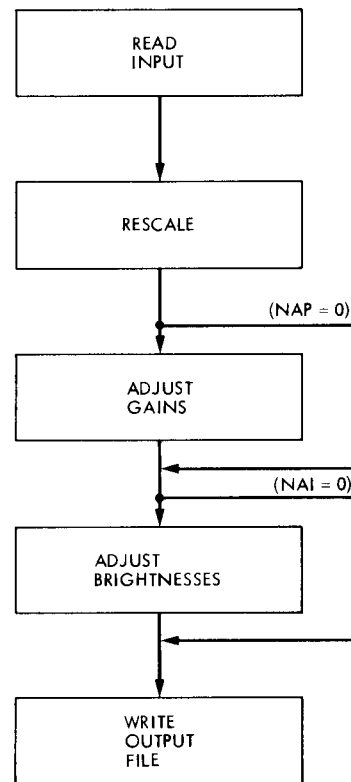 READ
INPUT
RESCALE
(NAP = 0)
ADJUST
GAINS
(NAI = 0)
ADJUST
BRIGHTNESSES
WRITE
OUTPUT
FILE